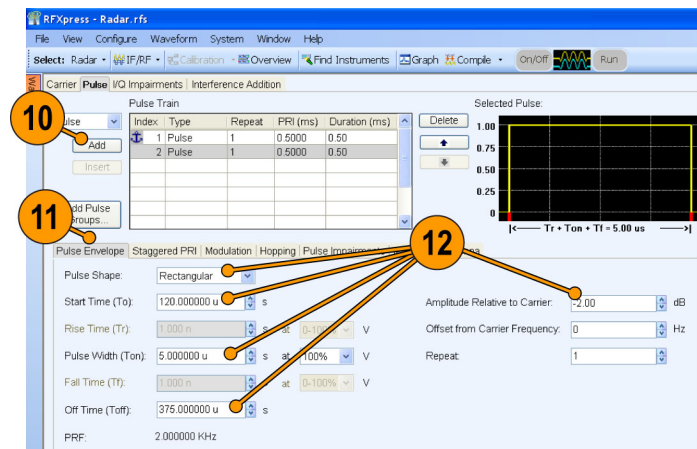 RFXpress - Radar.rfs
File View Configure Waveform System Window Help
Select: Radar IF/RF Calibration Overview Find Instruments Graph Compile On/Off Run
Wa
Carrier Pulse I/Q Impairments Interference Addition
10
Pulse Train
Selected Pulse:
ulse
Index Type Repeat PRI (ms) Duration (ms)
Delete
1 Pulse 1 0.5000 0.50
2 Pulse 1 0.5000 0.50
Add
Insert
dd Pulse
roups...
1.00
0.75
0.50
0.25
0
|<—— Tr + Ton + Tf = 5.00 us ——>|
11
12
Pulse Envelope Staggered PRI Modulation Hopping Pulse Impairments na
Pulse Shape: Rectangular
Start Time (To): 120.000000 u s
Amplitude Relative to Carrier: -2.00 dB
Rise Time (Tr): 1.000 n s at 0-100% V
Offset from Carrier Frequency: 0 Hz
Pulse Width (Ton): 5.000000 u s at 100% V
Repeat: 1
Fall Time (Tf): 1.000 n at 0-100% V
Off Time (Toff): 375.000000 u s
PRF: 2.000000 KHz